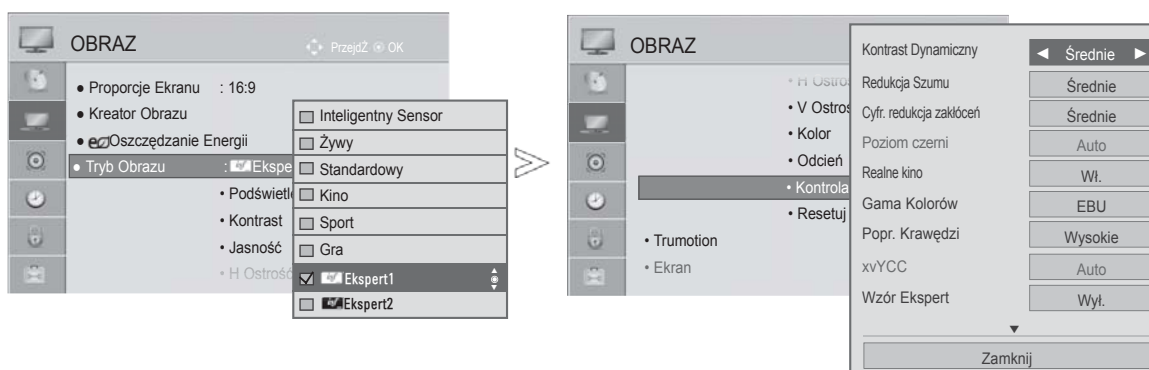 OBRAZ
PrzejdŹ OK
• Proporcje Ekranu : 16:9
• Kreator Obrazu
• eco Oszczędzanie Energii
• Tryb Obrazu : Ekspe
• Podświetl
• Kontrast
• Jasność
• H Ostrość
Inteligentny Sensor
Żywy
Standardowy
Kino
Sport
Gra
Ekspert1
Ekspert2
OBRAZ
• H Ostroś
• V Ostroś
• Kolor
• Odcień
• Kontrola
• Resetuj
• Trumotion
• Ekran
Kontrast Dynamiczny ◄ Średnie ►
Redukcja Szumu Średnie
Cyfr. redukcja zakłóceń Średnie
Poziom czerni Auto
Realne kino Wł.
Gama Kolorów EBU
Popr. Krawędzi Wysokie
xvYCC Auto
Wzór Ekspert Wył.
▼
Zamknij